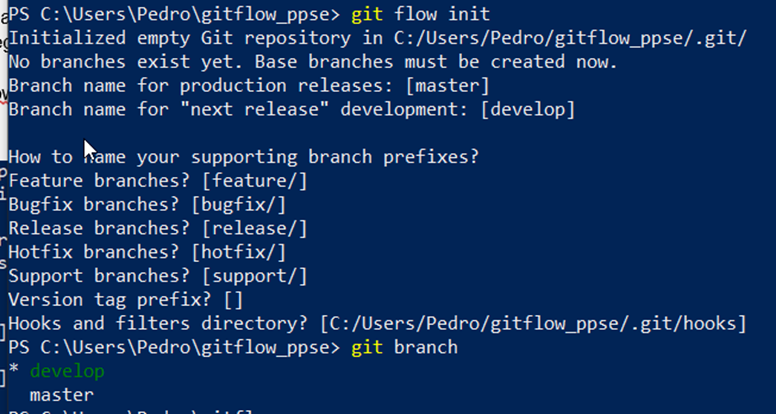 PS C:\Users\Pedro\gitflow_ppse> git flow init
Initialized empty Git repository in C:/Users/Pedro/gitflow_ppse/.git/
No branches exist yet. Base branches must be created now.
Branch name for production releases: [master]
Branch name for "next release" development: [develop]
How to name your supporting branch prefixes?
Feature branches? [feature/]
Bugfix branches? [bugfix/]
Release branches? [release/]
Hotfix branches? [hotfix/]
Support branches? [support/]
Version tag prefix? []
Hooks and filters directory? [C:/Users/Pedro/gitflow_ppse/.git/hooks]
PS C:\Users\Pedro\gitflow_ppse> git branch
* develop
master